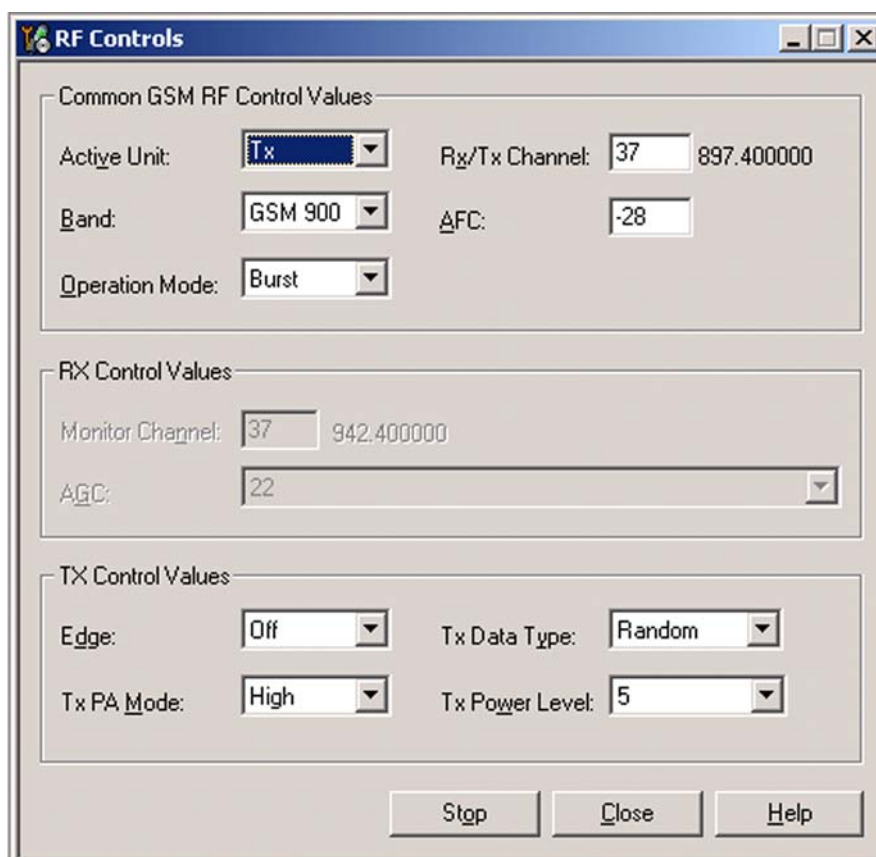 RF Controls
Common GSM RF Control Values
Active Unit: Tx Rx/Tx Channel: 37 897.400000
Band: GSM 900 AFC: -28
Operation Mode: Burst
RX Control Values
Monitor Channel: 37 942.400000
AGC: 22
TX Control Values
Edge: Off Tx Data Type: Random
Tx PA Mode: High Tx Power Level: 5
Stop Close Help